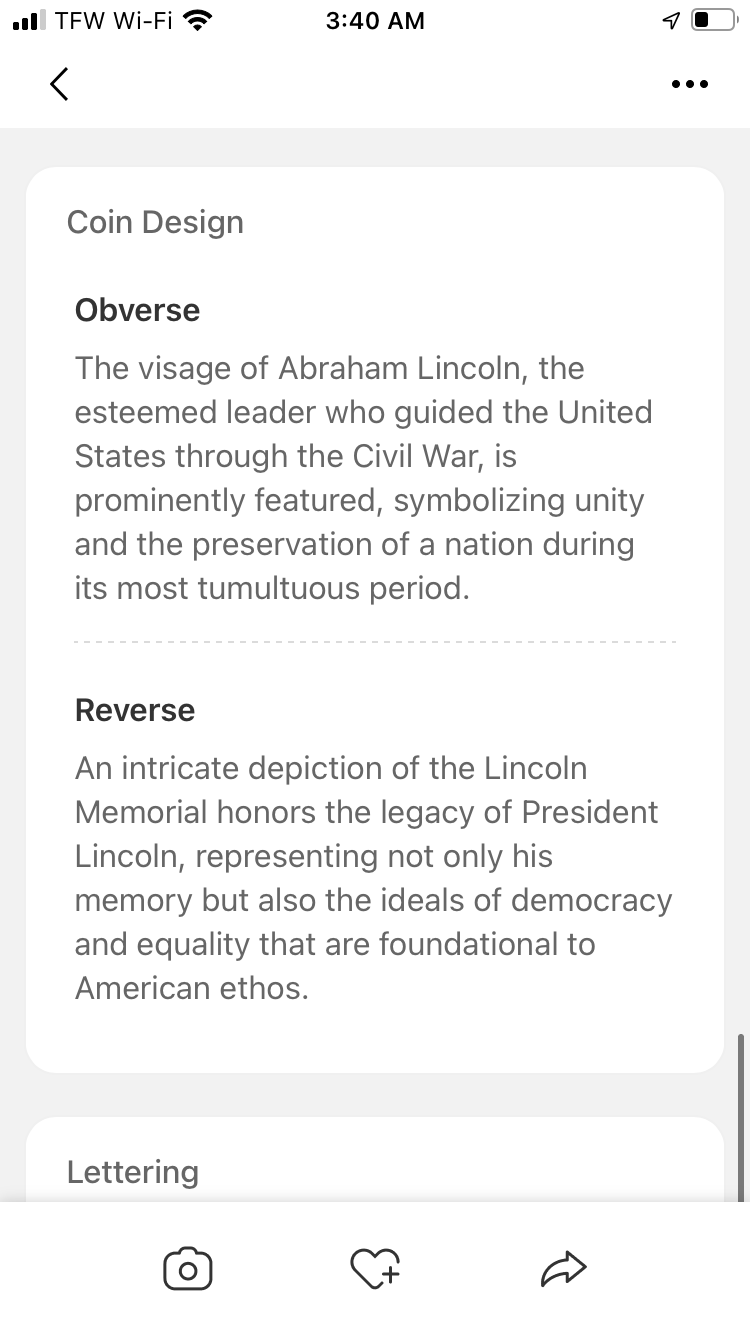 TFW Wi-Fi 3:40 AM
Coin Design
Obverse
The visage of Abraham Lincoln, the
esteemed leader who guided the United
States through the Civil War, is
prominently featured, symbolizing unity
and the preservation of a nation during
its most tumultuous period.
Reverse
An intricate depiction of the Lincoln
Memorial honors the legacy of President
Lincoln, representing not only his
memory but also the ideals of democracy
and equality that are foundational to
American ethos.
Lettering